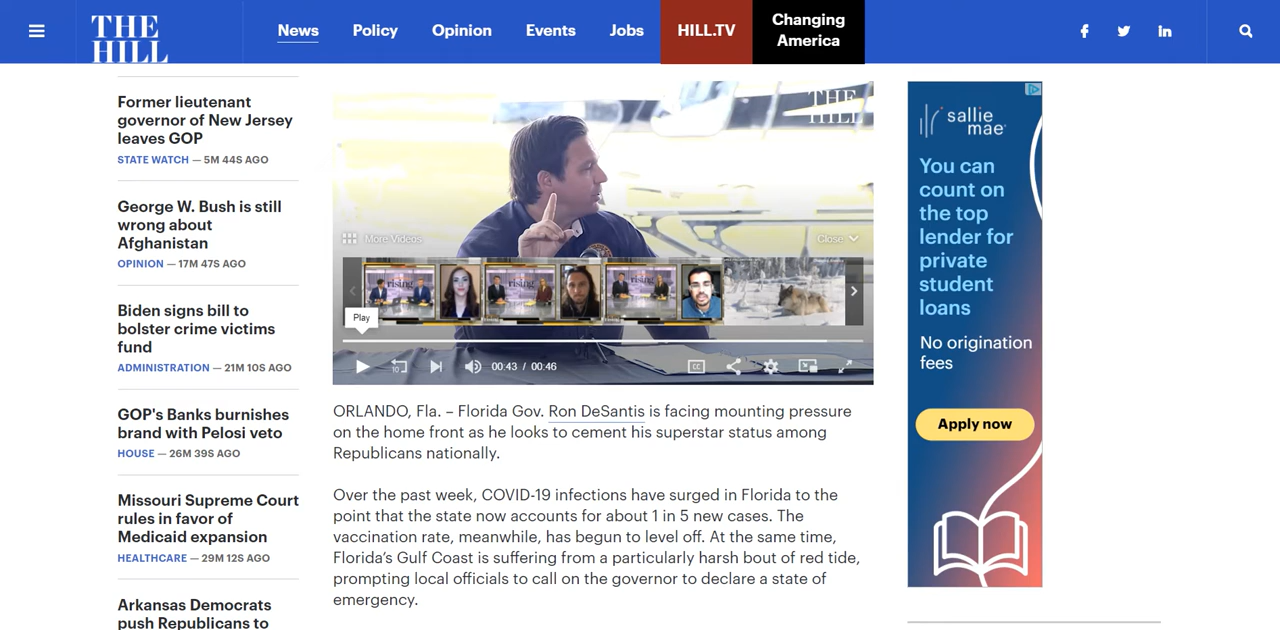 THE
HILL
News
Policy
Opinion
Events
Jobs
HILL.TV
Changing
America
Former lieutenant
governor of New Jersey
leaves GOP
STATE WATCH — 5M 44S AGO
George W. Bush is still
wrong about
Afghanistan
OPINION — 17M 47S AGO
Biden signs bill to
bolster crime victims
fund
ADMINISTRATION — 21M 10S AGO
GOP's Banks burnishes
brand with Pelosi veto
HOUSE — 26M 39S AGO
Missouri Supreme Court
rules in favor of
Medicaid expansion
HEALTHCARE — 29M 12S AGO
Arkansas Democrats
push Republicans to
THE
HILL
More Videos
Close
rising
rising
rising
Play
10
00:43 / 00:46
CC
ORLANDO, Fla. – Florida Gov. Ron DeSantis is facing mounting pressure
on the home front as he looks to cement his superstar status among
Republicans nationally.
Over the past week, COVID-19 infections have surged in Florida to the
point that the state now accounts for about 1 in 5 new cases. The
vaccination rate, meanwhile, has begun to level off. At the same time,
Florida’s Gulf Coast is suffering from a particularly harsh bout of red tide,
prompting local officials to call on the governor to declare a state of
emergency.
sallie
mae
You can
count on
the top
lender for
private
student
loans
No origination
fees
Apply now